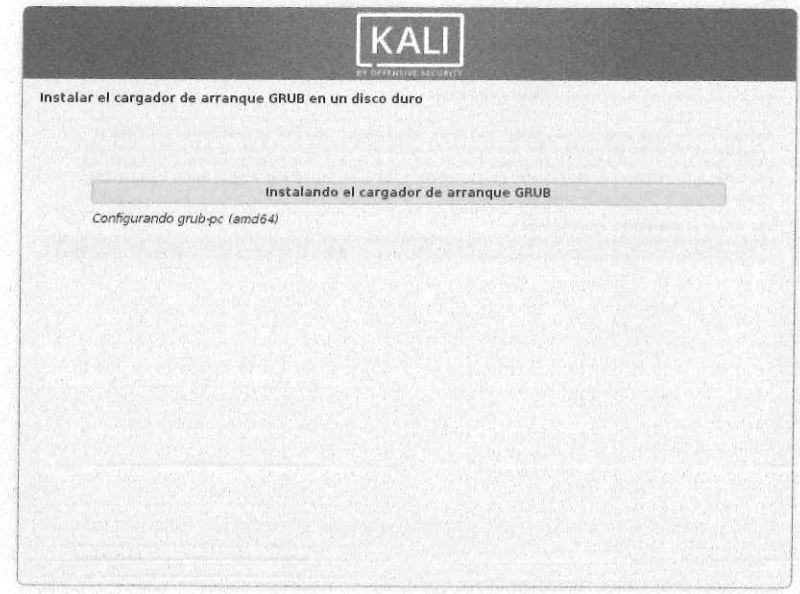 KALI
BY OFFENSIVE SECURITY
Instalar el cargador de arranque GRUB en un disco duro
Instalando el cargador de arranque GRUB
Configurando grub-pc (amd64)